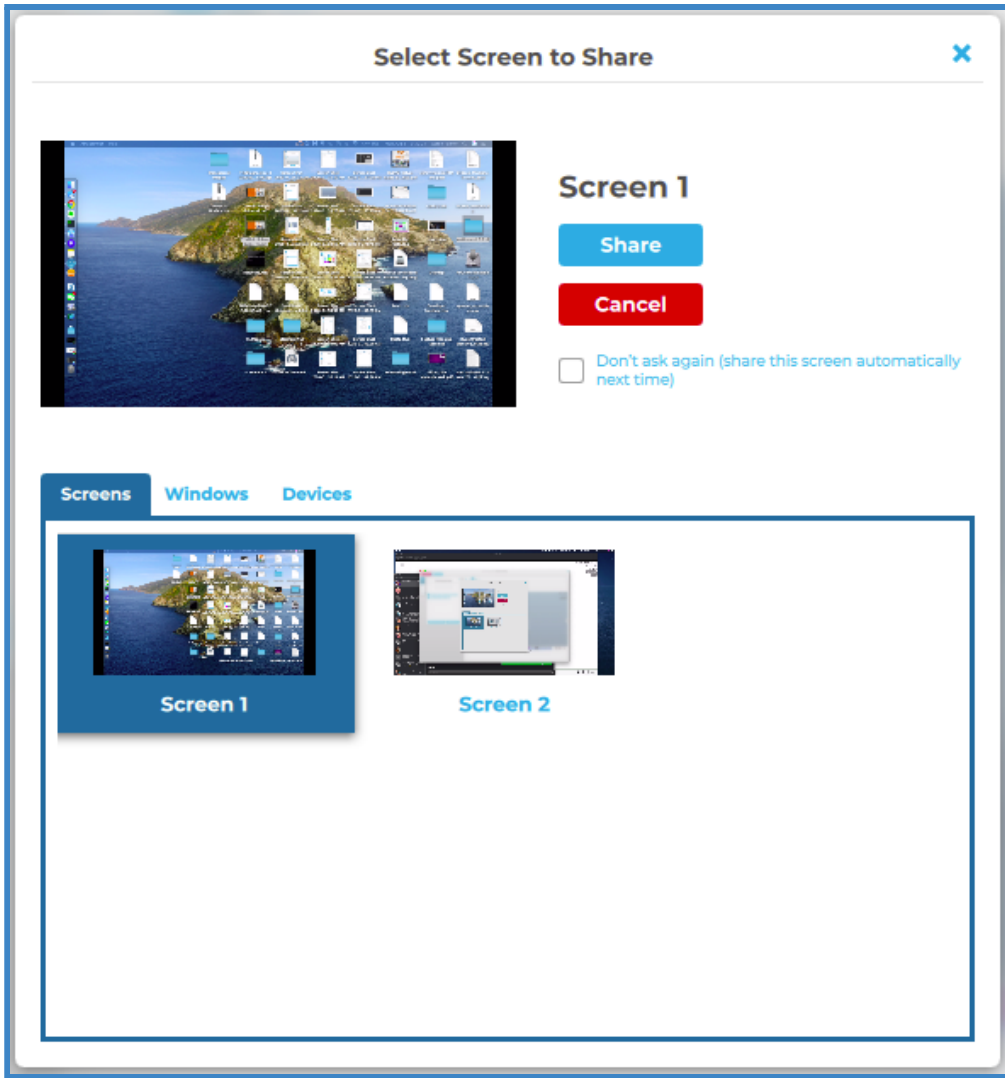 Select Screen to Share
Screen 1
Share
Cancel
Don't ask again (share this screen automatically
next time)
Screens Windows Devices
Screen 1 Screen 2